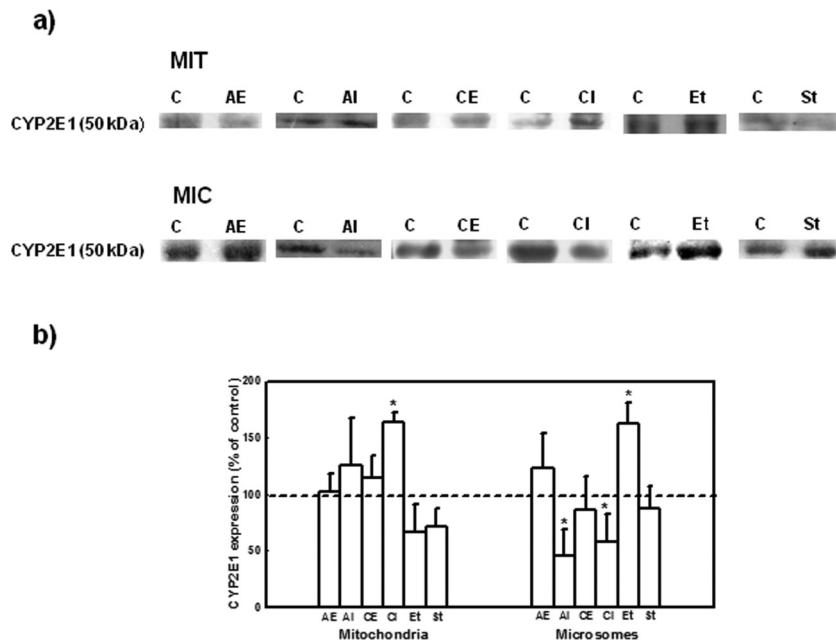 a)
MIT
C AE C AI C CE C CI C Et C St
CYP2E1 (50 kDa)
MIC
C AE C AI C CE C CI C Et C St
CYP2E1 (50 kDa)
b)
CYP2E1 expression (% of control)
200
150
100
50
0
*
*
*
*
AE AI CE CI Et St
AE AI CE CI Et St
Mitochondria
Microsomes